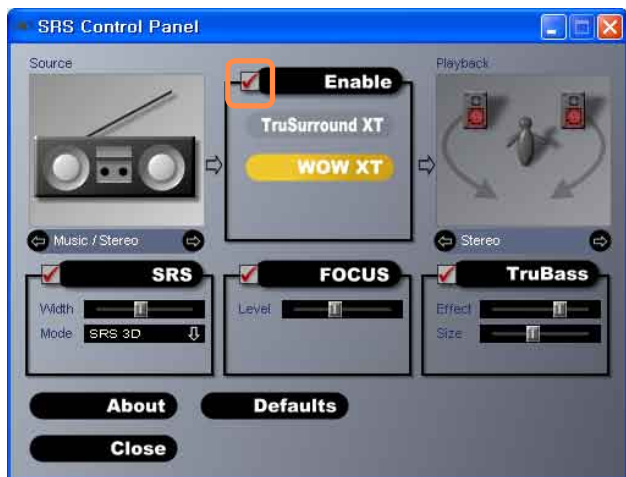 SRS Control Panel
Source
Enable
Playback
TruSurround XT
WOW XT
Music / Stereo
Stereo
SRS
FOCUS
TruBass
Width
Level
Effect
Mode
SRS 3D
Size
About
Defaults
Close